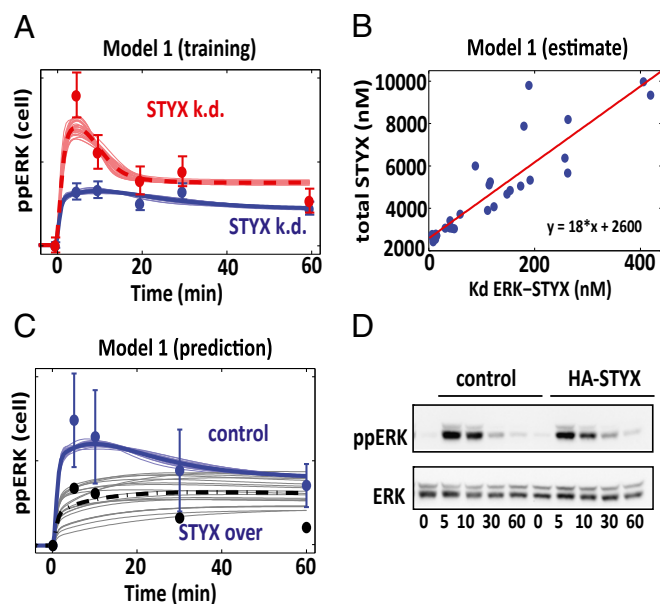 A
Model 1 (training)
ppERK (cell)
STYX k.d.
STYX k.d.
0 20 40 60
Time (min)
B
Model 1 (estimate)
total STYX (nM)
10000
8000
6000
4000
2000
y = 18*x + 2600
0 200 400
Kd ERK–STYX (nM)
C
Model 1 (prediction)
ppERK (cell)
control
STYX over
0 20 40 60
Time (min)
D
control HA-STYX
ppERK
ERK
0 5 10 30 60 0 5 10 30 60